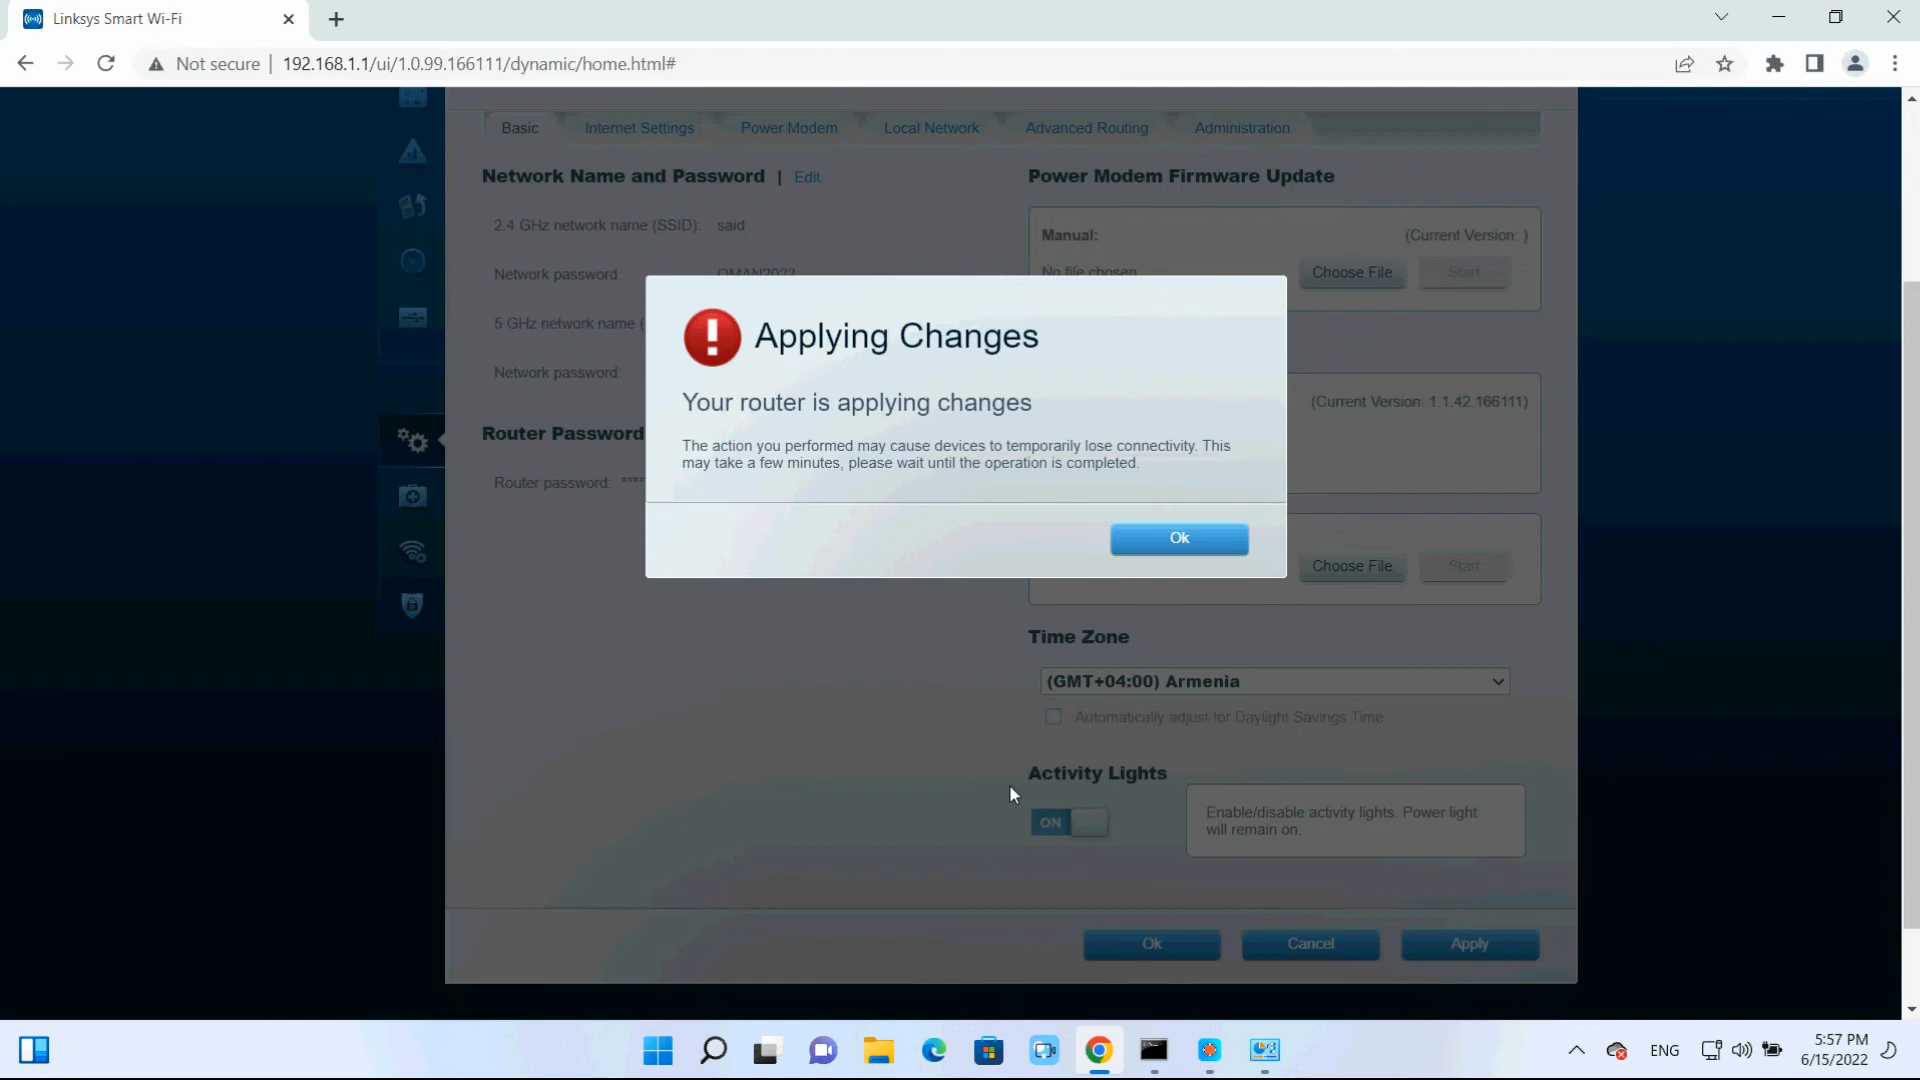 Linksys Smart Wi-Fi
Not secure
192.168.1.1/ui/1.0.99.166111/dynamic/home.html#
Basic
Internet Settings
Power Modem
Local Network
Advanced Routing
Administration
Network Name and Password | Edit
2.4 GHz network name (SSID): said
Network password: OMAN2022
5 GHz network name (
Network password:
Router Password
Router password: ****
Power Modem Firmware Update
Manual:
(Current Version: )
No file chosen
Choose File
Start
(Current Version: 1.1.42.166111)
Choose File
Start
Applying Changes
Your router is applying changes
The action you performed may cause devices to temporarily lose connectivity. This
may take a few minutes, please wait until the operation is completed.
Ok
Time Zone
(GMT+04:00) Armenia
Automatically adjust for Daylight Savings Time
Activity Lights
ON
Enable/disable activity lights. Power light
will remain on.
Ok
Cancel
Apply
ENG
5:57 PM
6/15/2022